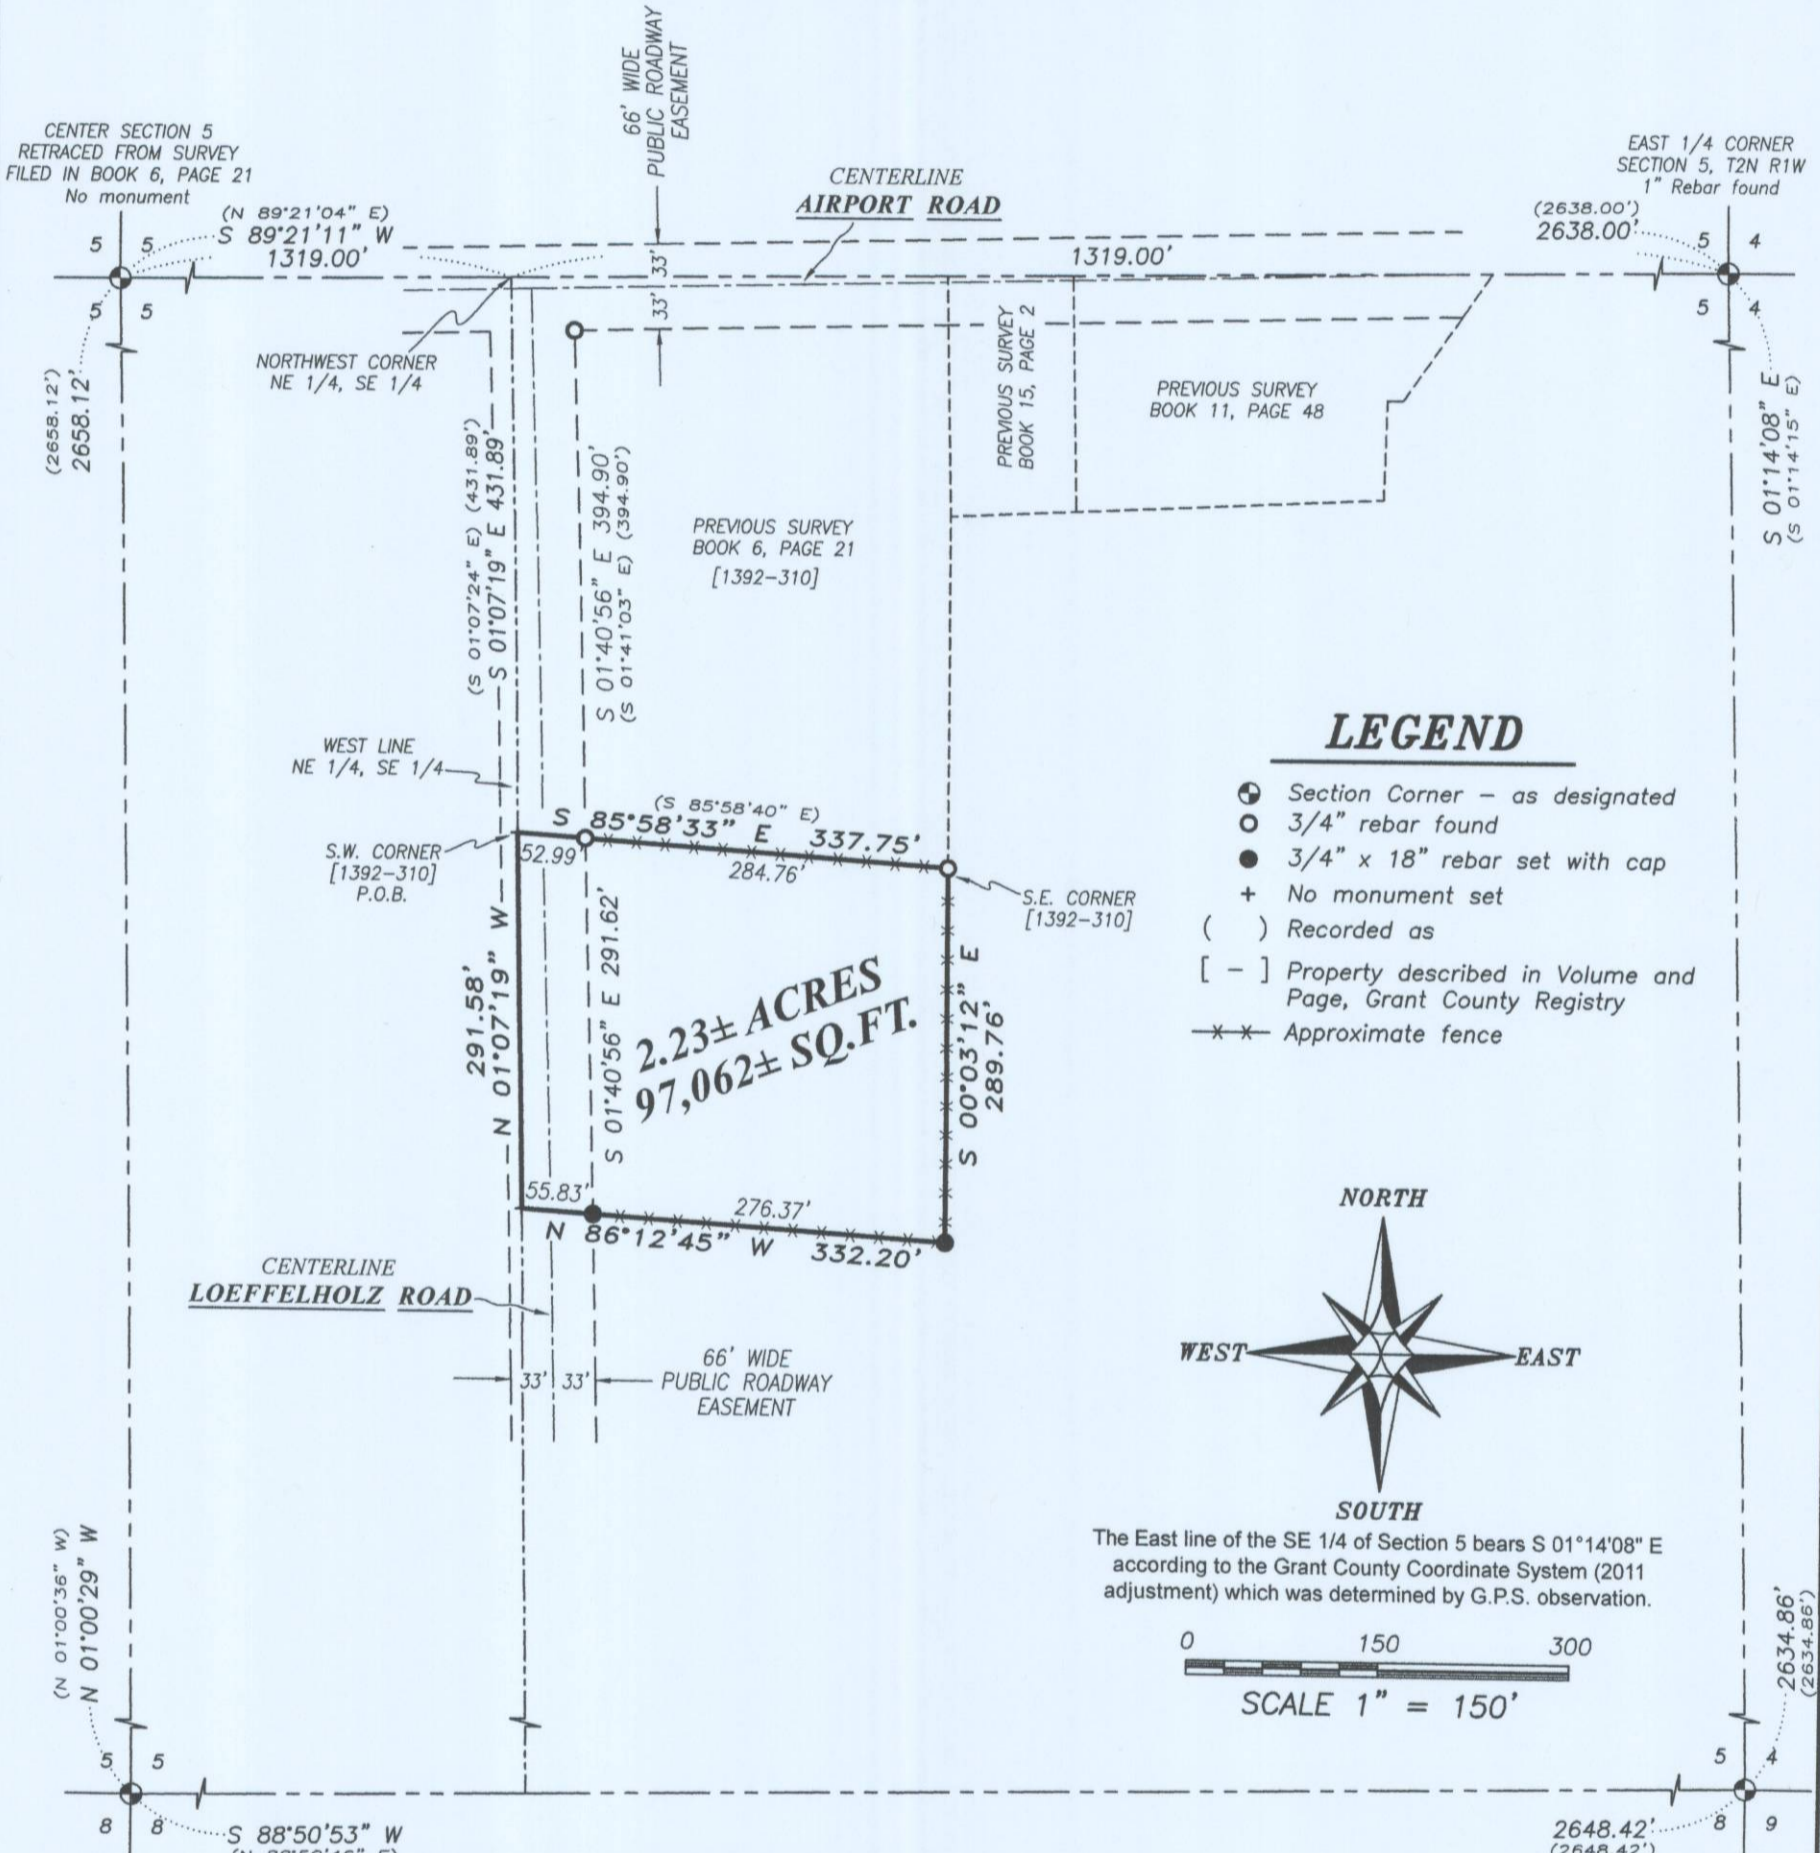 66' WIDE
PUBLIC ROADWAY
EASEMENT
CENTER SECTION 5
RETRACED FROM SURVEY
FILED IN BOOK 6, PAGE 21
No monument
EAST 1/4 CORNER
SECTION 5, T2N R1W
1" Rebar found
(N 89°21'04" E)
S 89°21'11" W
1319.00'
CENTERLINE
AIRPORT ROAD
1319.00'
(2638.00')
2638.00'
5 5
5 5
5 4
5 4
33'
33'
NORTHWEST CORNER
NE 1/4, SE 1/4
(2658.12')
2658.12'
(S 01°07'24" E) (431.89')
S 01°07'19" E 431.89'
S 01°40'56" E 394.90'
(S 01°41'03" E) (394.90')
PREVIOUS SURVEY
BOOK 6, PAGE 21
[1392-310]
PREVIOUS SURVEY
BOOK 15, PAGE 2
PREVIOUS SURVEY
BOOK 11, PAGE 48
S 01°14'08" E
(S 01°14'15" E)
WEST LINE
NE 1/4, SE 1/4
S.W. CORNER
[1392-310]
P.O.B.
(S 85°58'40" E)
S 85°58'33" E 337.75'
52.99'
284.76'
S.E. CORNER
[1392-310]
291.58'
N 01°07'19" W
S 01°40'56" E 291.62'
2.23± ACRES
97,062± SQ.FT.
S 00°03'12" E
289.76'
55.83'
276.37'
N 86°12'45" W 332.20'
CENTERLINE
LOEFFELHOLZ ROAD
33' 33'
66' WIDE
PUBLIC ROADWAY
EASEMENT
LEGEND
Section Corner – as designated
3/4" rebar found
3/4" x 18" rebar set with cap
+ No monument set
( ) Recorded as
[ - ] Property described in Volume and
Page, Grant County Registry
Approximate fence
NORTH
WEST
EAST
SOUTH
The East line of the SE 1/4 of Section 5 bears S 01°14'08" E
according to the Grant County Coordinate System (2011
adjustment) which was determined by G.P.S. observation.
0 150 300
SCALE 1" = 150'
(N 01°00'36" W)
N 01°00'29" W
2634.86'
(2634.86')
5 5
8 8
5 4
8 9
S 88°50'53" W
2648.42'
(2648.42')